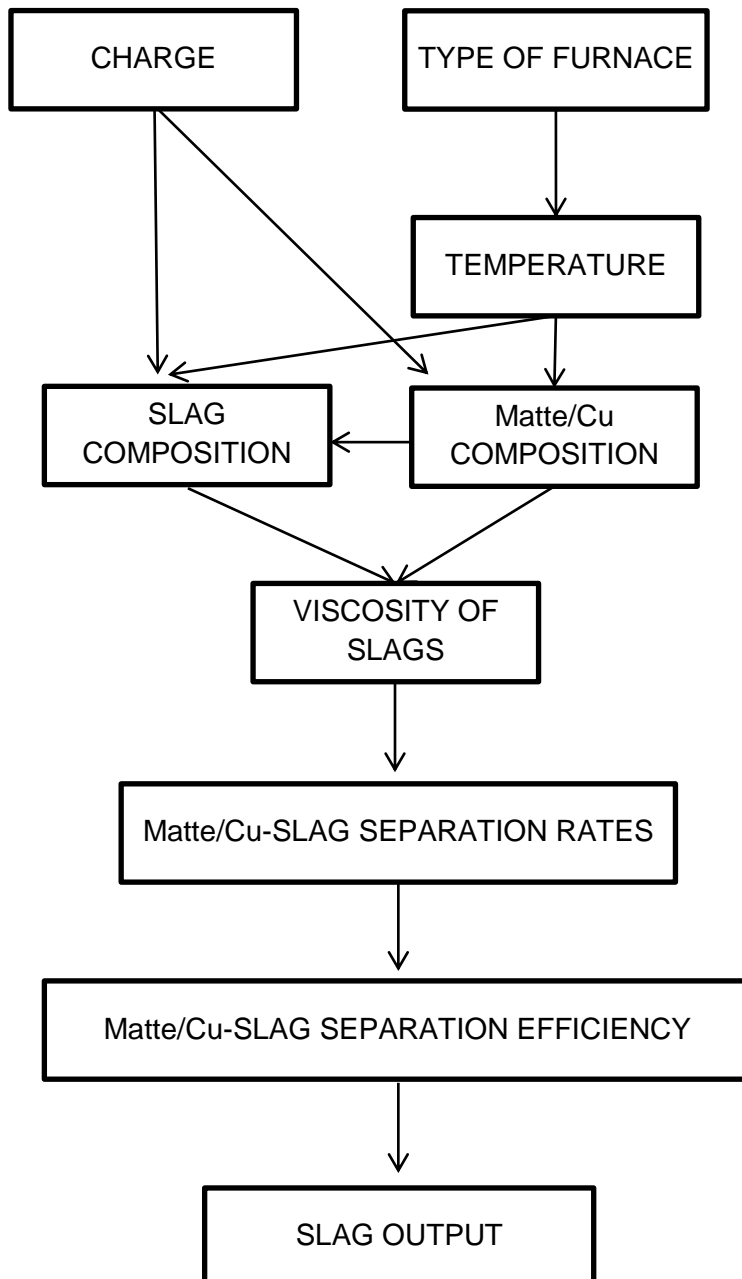 CHARGE
TYPE OF FURNACE
TEMPERATURE
SLAG
COMPOSITION
Matte/Cu
COMPOSITION
VISCOSITY OF
SLAGS
Matte/Cu-SLAG SEPARATION RATES
Matte/Cu-SLAG SEPARATION EFFICIENCY
SLAG OUTPUT